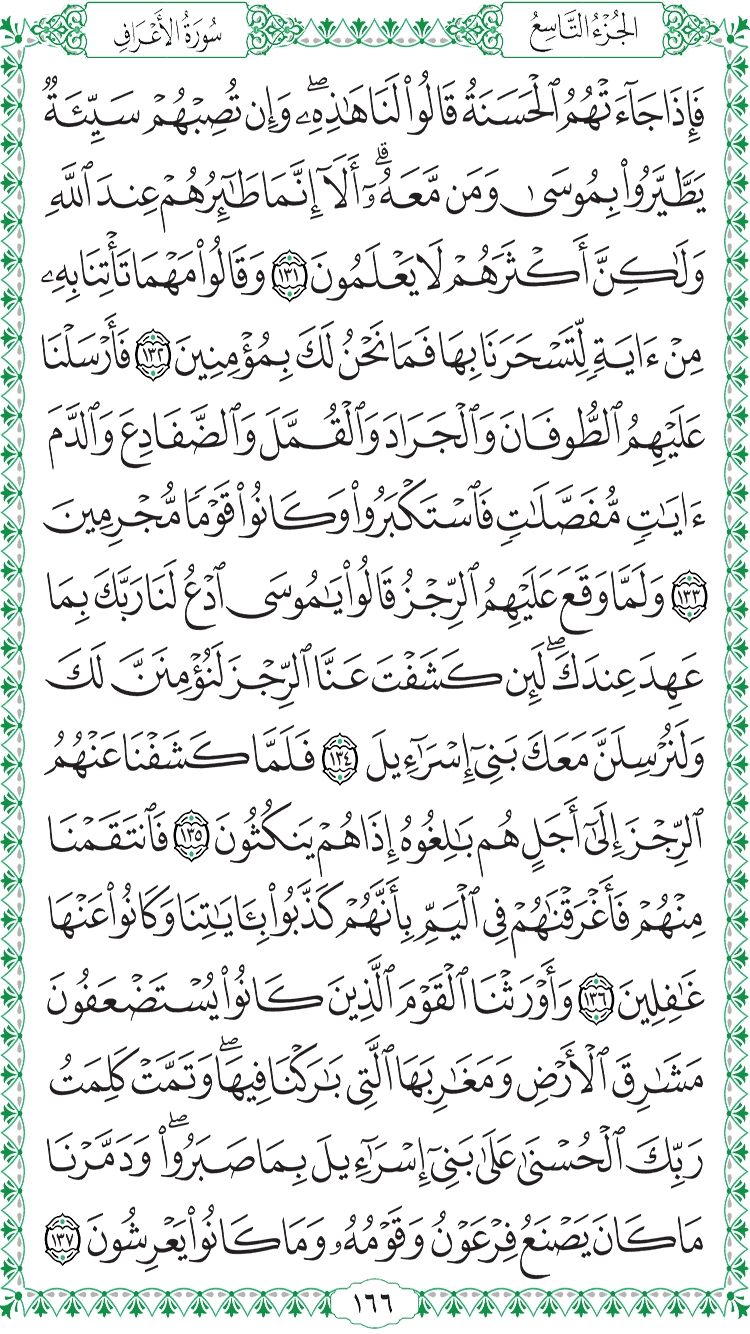 الجُزْءُ التَّاسِعُ
سُورَةُ الأَعْرَافِ
فَإِذَا جَآءَتْهُمُ ٱلْحَسَنَةُ قَالُوا۟ لَنَا هَٰذِهِۦ ۖ وَإِن تُصِبْهُمْ سَيِّئَةٌ
يَطَّيَّرُوا۟ بِمُوسَىٰ وَمَن مَّعَهُۥٓ ۗ أَلَآ إِنَّمَا طَٰٓئِرُهُمْ عِندَ ٱللَّهِ
وَلَٰكِنَّ أَكْثَرَهُمْ لَا يَعْلَمُونَ ١٣١ وَقَالُوا۟ مَهْمَا تَأْتِنَا بِهِۦ
مِنْ ءَايَةٍ لِّتَسْحَرَنَا بِهَا فَمَا نَحْنُ لَكَ بِمُؤْمِنِينَ ١٣٢ فَأَرْسَلْنَا
عَلَيْهِمُ ٱلطُّوفَانَ وَٱلْجَرَادَ وَٱلْقُمَّلَ وَٱلضَّفَادِعَ وَٱلدَّمَ
ءَايَٰتٍ مُّفَصَّلَٰتٍ فَٱسْتَكْبَرُوا۟ وَكَانُوا۟ قَوْمًا مُّجْرِمِينَ
١٣٣ وَلَمَّا وَقَعَ عَلَيْهِمُ ٱلرِّجْزُ قَالُوا۟ يَٰمُوسَى ٱدْعُ لَنَا رَبَّكَ بِمَا
عَهِدَ عِندَكَ ۖ لَئِن كَشَفْتَ عَنَّا ٱلرِّجْزَ لَنُؤْمِنَنَّ لَكَ
وَلَنُرْسِلَنَّ مَعَكَ بَنِىٓ إِسْرَٰٓءِيلَ ١٣٤ فَلَمَّا كَشَفْنَا عَنْهُمُ
ٱلرِّجْزَ إِلَىٰٓ أَجَلٍ هُم بَٰلِغُوهُ إِذَا هُمْ يَنكُثُونَ ١٣٥ فَٱنتَقَمْنَا
مِنْهُمْ فَأَغْرَقْنَٰهُمْ فِى ٱلْيَمِّ بِأَنَّهُمْ كَذَّبُوا۟ بِـَٔايَٰتِنَا وَكَانُوا۟ عَنْهَا
غَٰفِلِينَ ١٣٦ وَأَوْرَثْنَا ٱلْقَوْمَ ٱلَّذِينَ كَانُوا۟ يُسْتَضْعَفُونَ
مَشَٰرِقَ ٱلْأَرْضِ وَمَغَٰرِبَهَا ٱلَّتِى بَٰرَكْنَا فِيهَا ۖ وَتَمَّتْ كَلِمَتُ
رَبِّكَ ٱلْحُسْنَىٰ عَلَىٰ بَنِىٓ إِسْرَٰٓءِيلَ بِمَا صَبَرُوا۟ ۖ وَدَمَّرْنَا
مَا كَانَ يَصْنَعُ فِرْعَوْنُ وَقَوْمُهُۥ وَمَا كَانُوا۟ يَعْرِشُونَ ١٣٧
١٦٦